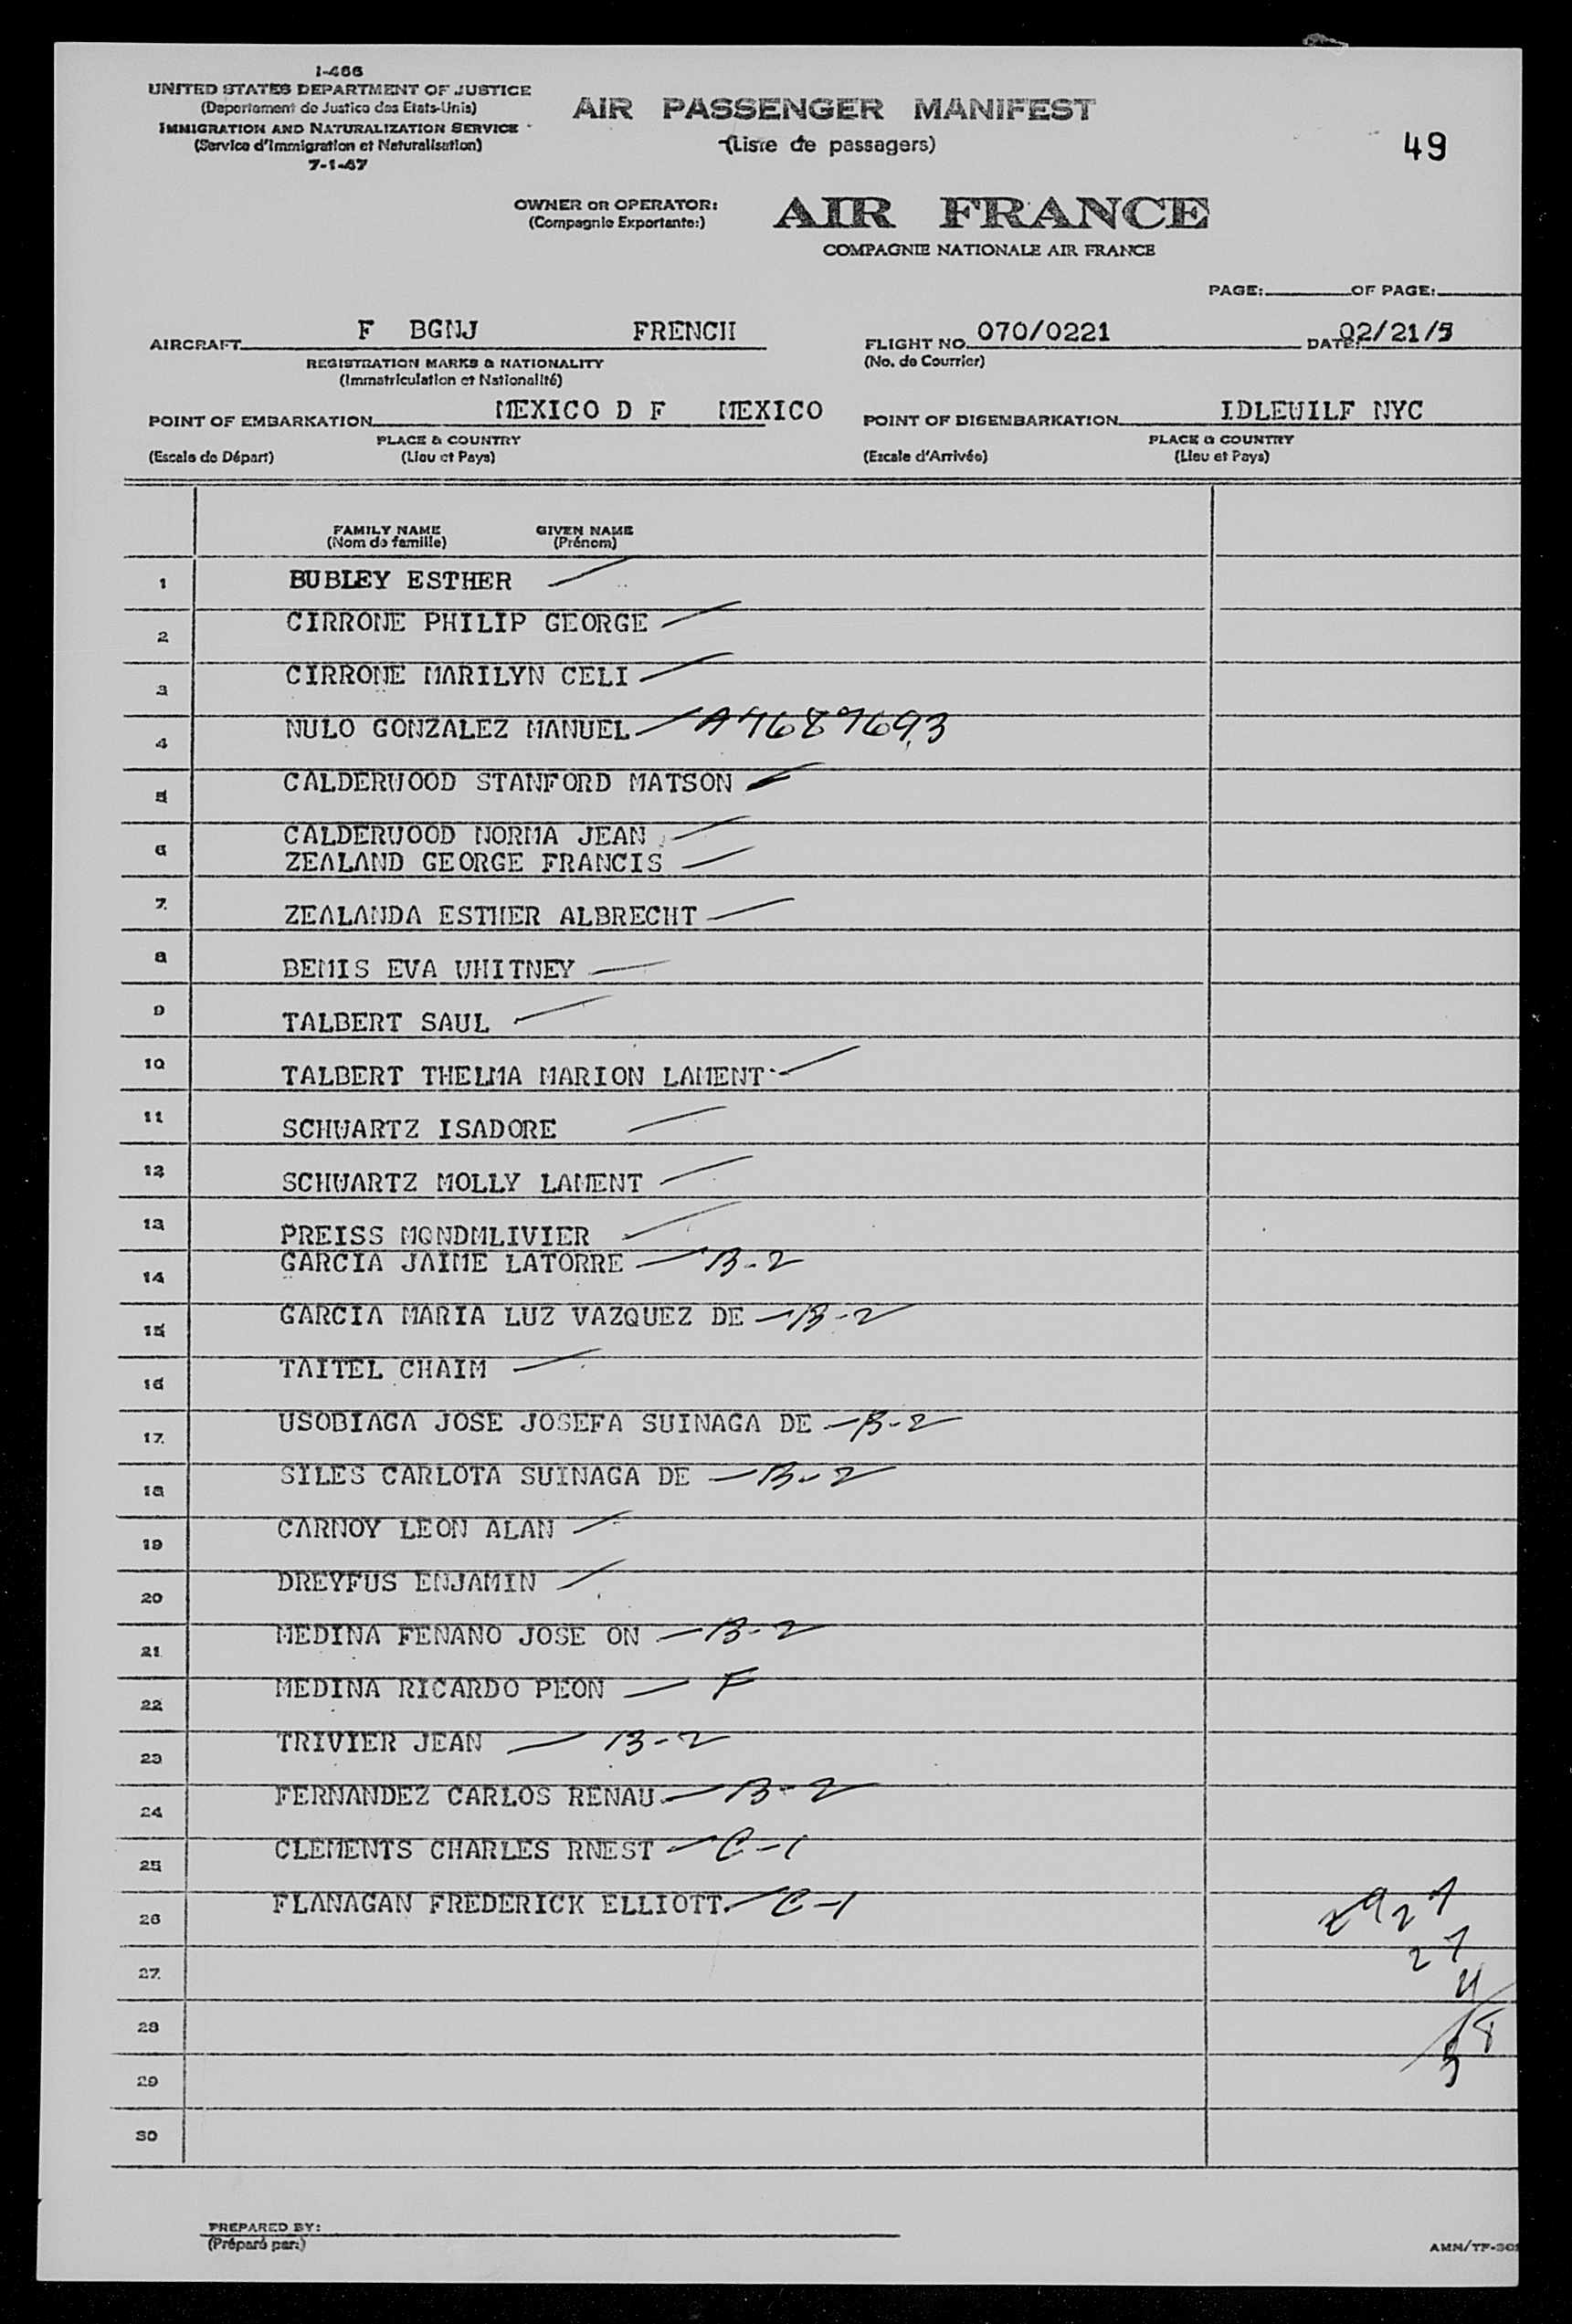 I-466
UNITED STATES DEPARTMENT OF JUSTICE
(Departement de Justice des Etats-Unis)
IMMIGRATION AND NATURALIZATION SERVICE
(Service d'Immigration et Naturalisation)
7-1-47
AIR PASSENGER MANIFEST
(Liste de passagers)
49
OWNER OR OPERATOR: AIR FRANCE
(Compagnie Exportante:)
COMPAGNIE NATIONALE AIR FRANCE
PAGE: OF PAGE:
AIRCRAFT F BGNJ FRENCH FLIGHT NO. 070/0221 DATE: 02/21/5
REGISTRATION MARKS & NATIONALITY (No. de Courrier)
(Immatriculation et Nationalité)
POINT OF EMBARKATION MEXICO D F MEXICO POINT OF DISEMBARKATION IDLEWILF NYC
PLACE & COUNTRY PLACE & COUNTRY
(Escale de Départ) (Lieu et Pays) (Escale d'Arrivée) (Lieu et Pays)
FAMILY NAME GIVEN NAME
(Nom de famille) (Prénom)
1 BUBLEY ESTHER
2 CIRRONE PHILIP GEORGE
3 CIRRONE MARILYN CELI
4 NULO GONZALEZ MANUEL A7687693
5 CALDERWOOD STANFORD MATSON
6 CALDERWOOD NORMA JEAN
ZEALAND GEORGE FRANCIS
7 ZEALANDA ESTHER ALBRECHT
8 BEMIS EVA WHITNEY
9 TALBERT SAUL
10 TALBERT THELMA MARION LAMENT
11 SCHWARTZ ISADORE
12 SCHWARTZ MOLLY LAMENT
13 PREISS MONDMLIVIER
14 GARCIA JAIME LATORRE B-2
15 GARCIA MARIA LUZ VAZQUEZ DE B-2
16 TAITEL CHAIM
17 USOBIAGA JOSE JOSEFA SUINAGA DE B-2
18 SILES CARLOTA SUINAGA DE B-2
19 CARNOY LEON ALAN
20 DREYFUS ENJAMIN
21 MEDINA FENANO JOSE ON B-2
22 MEDINA RICARDO PEON F
23 TRIVIER JEAN B-2
24 FERNANDEZ CARLOS RENAU B-2
25 CLEMENTS CHARLES RNEST C-1
26 FLANAGAN FREDERICK ELLIOTT C-1
27
28
29
30
PREPARED BY:
(Préparé par:)